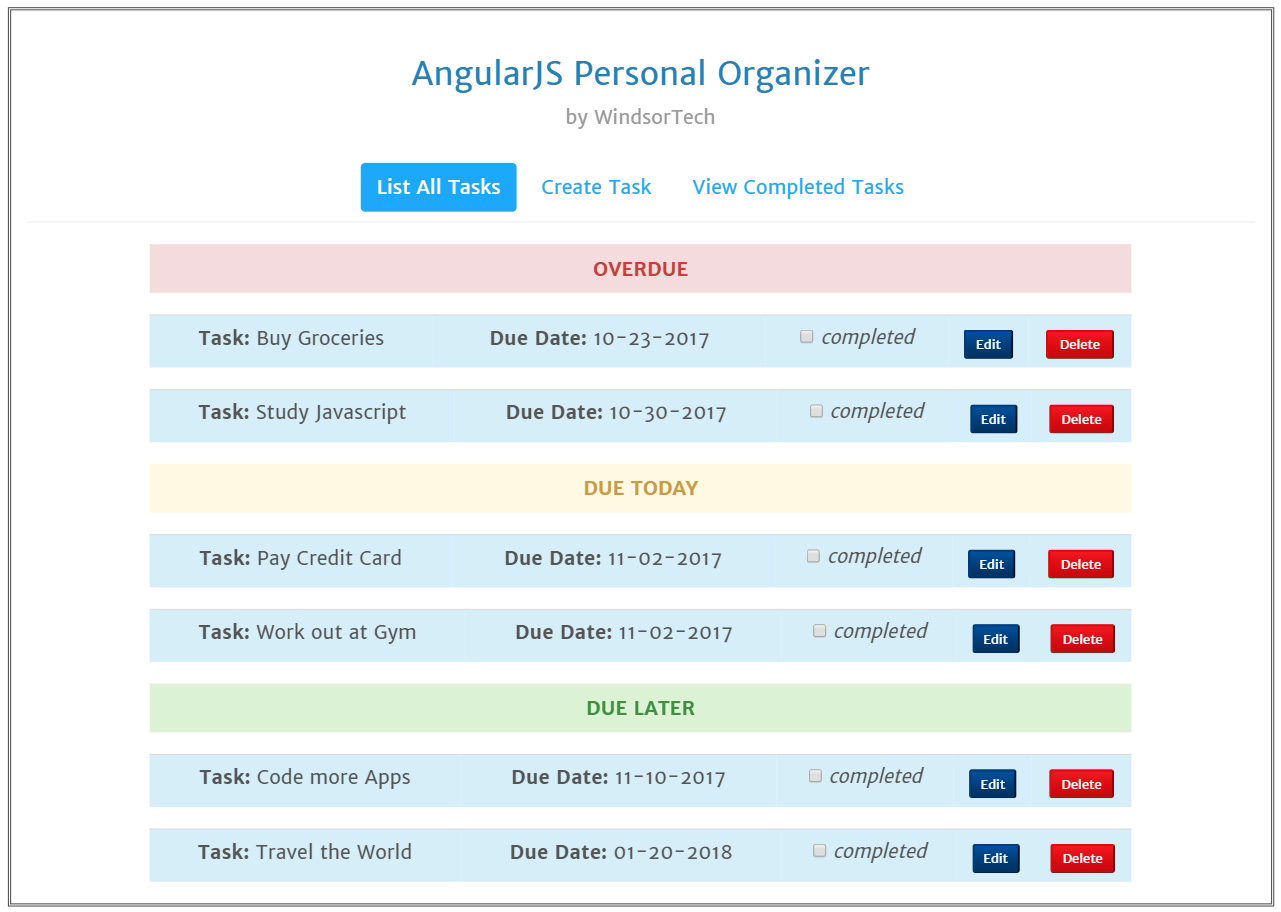 AngularJS Personal Organizer
by WindsorTech
List All Tasks Create Task View Completed Tasks
OVERDUE
Task: Buy Groceries Due Date: 10-23-2017 completed Edit Delete
Task: Study Javascript Due Date: 10-30-2017 completed Edit Delete
DUE TODAY
Task: Pay Credit Card Due Date: 11-02-2017 completed Edit Delete
Task: Work out at Gym Due Date: 11-02-2017 completed Edit Delete
DUE LATER
Task: Code more Apps Due Date: 11-10-2017 completed Edit Delete
Task: Travel the World Due Date: 01-20-2018 completed Edit Delete